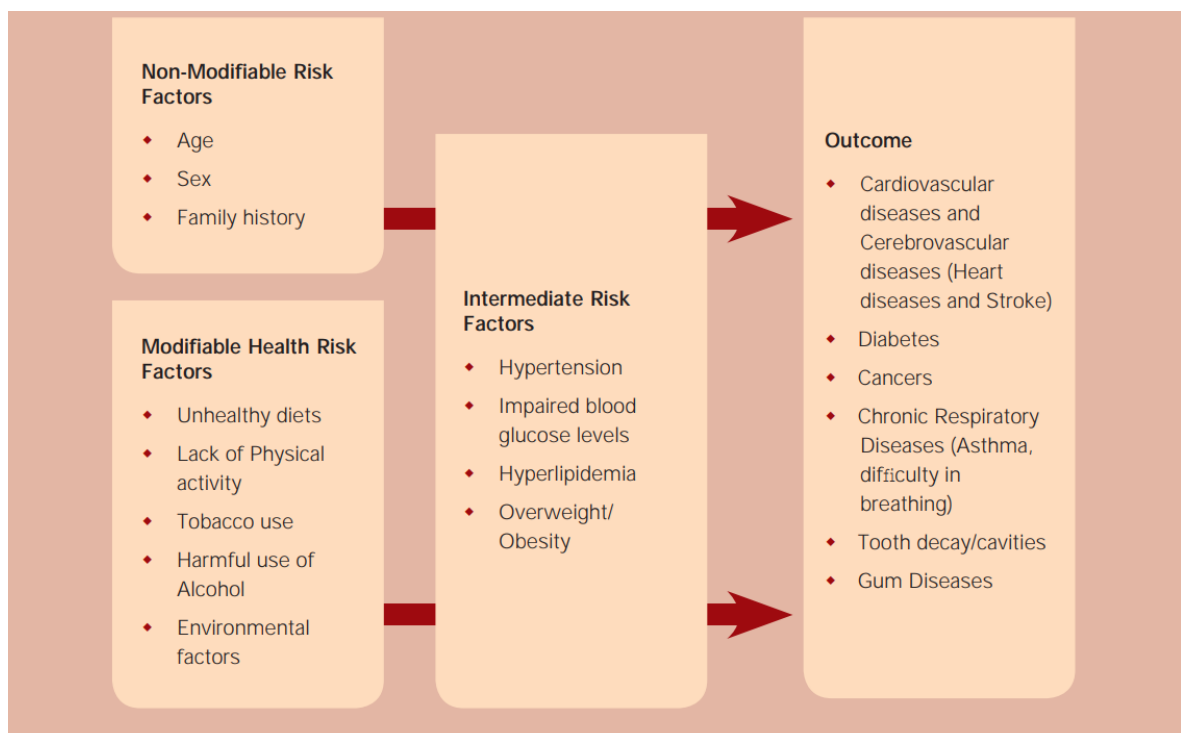 Non-Modifiable Risk
Factors
Age
Sex
Family history
Modifiable Health Risk
Factors
Unhealthy diets
Lack of Physical
activity
Tobacco use
Harmful use of
Alcohol
Environmental
factors
Intermediate Risk
Factors
Hypertension
Impaired blood
glucose levels
Hyperlipidemia
Overweight/
Obesity
Outcome
Cardiovascular
diseases and
Cerebrovascular
diseases (Heart
diseases and Stroke)
Diabetes
Cancers
Chronic Respiratory
Diseases (Asthma,
difficulty in
breathing)
Tooth decay/cavities
Gum Diseases